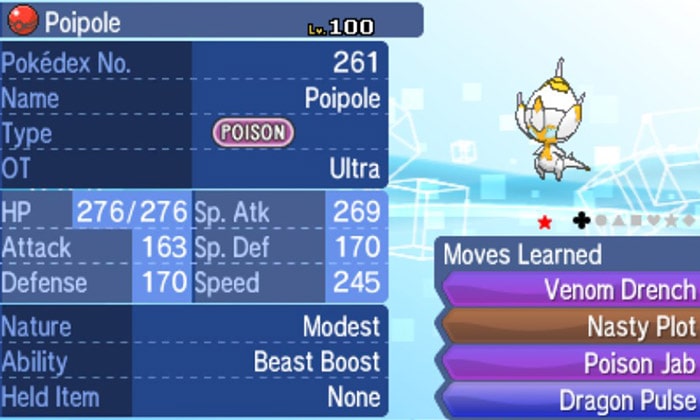 Poipole Lv.100
Pokédex No. 261
Name Poipole
Type POISON
OT Ultra
HP 276/276 Sp. Atk 269
Attack 163 Sp. Def 170
Defense 170 Speed 245
Nature Modest
Ability Beast Boost
Held Item None
Moves Learned
Venom Drench
Nasty Plot
Poison Jab
Dragon Pulse